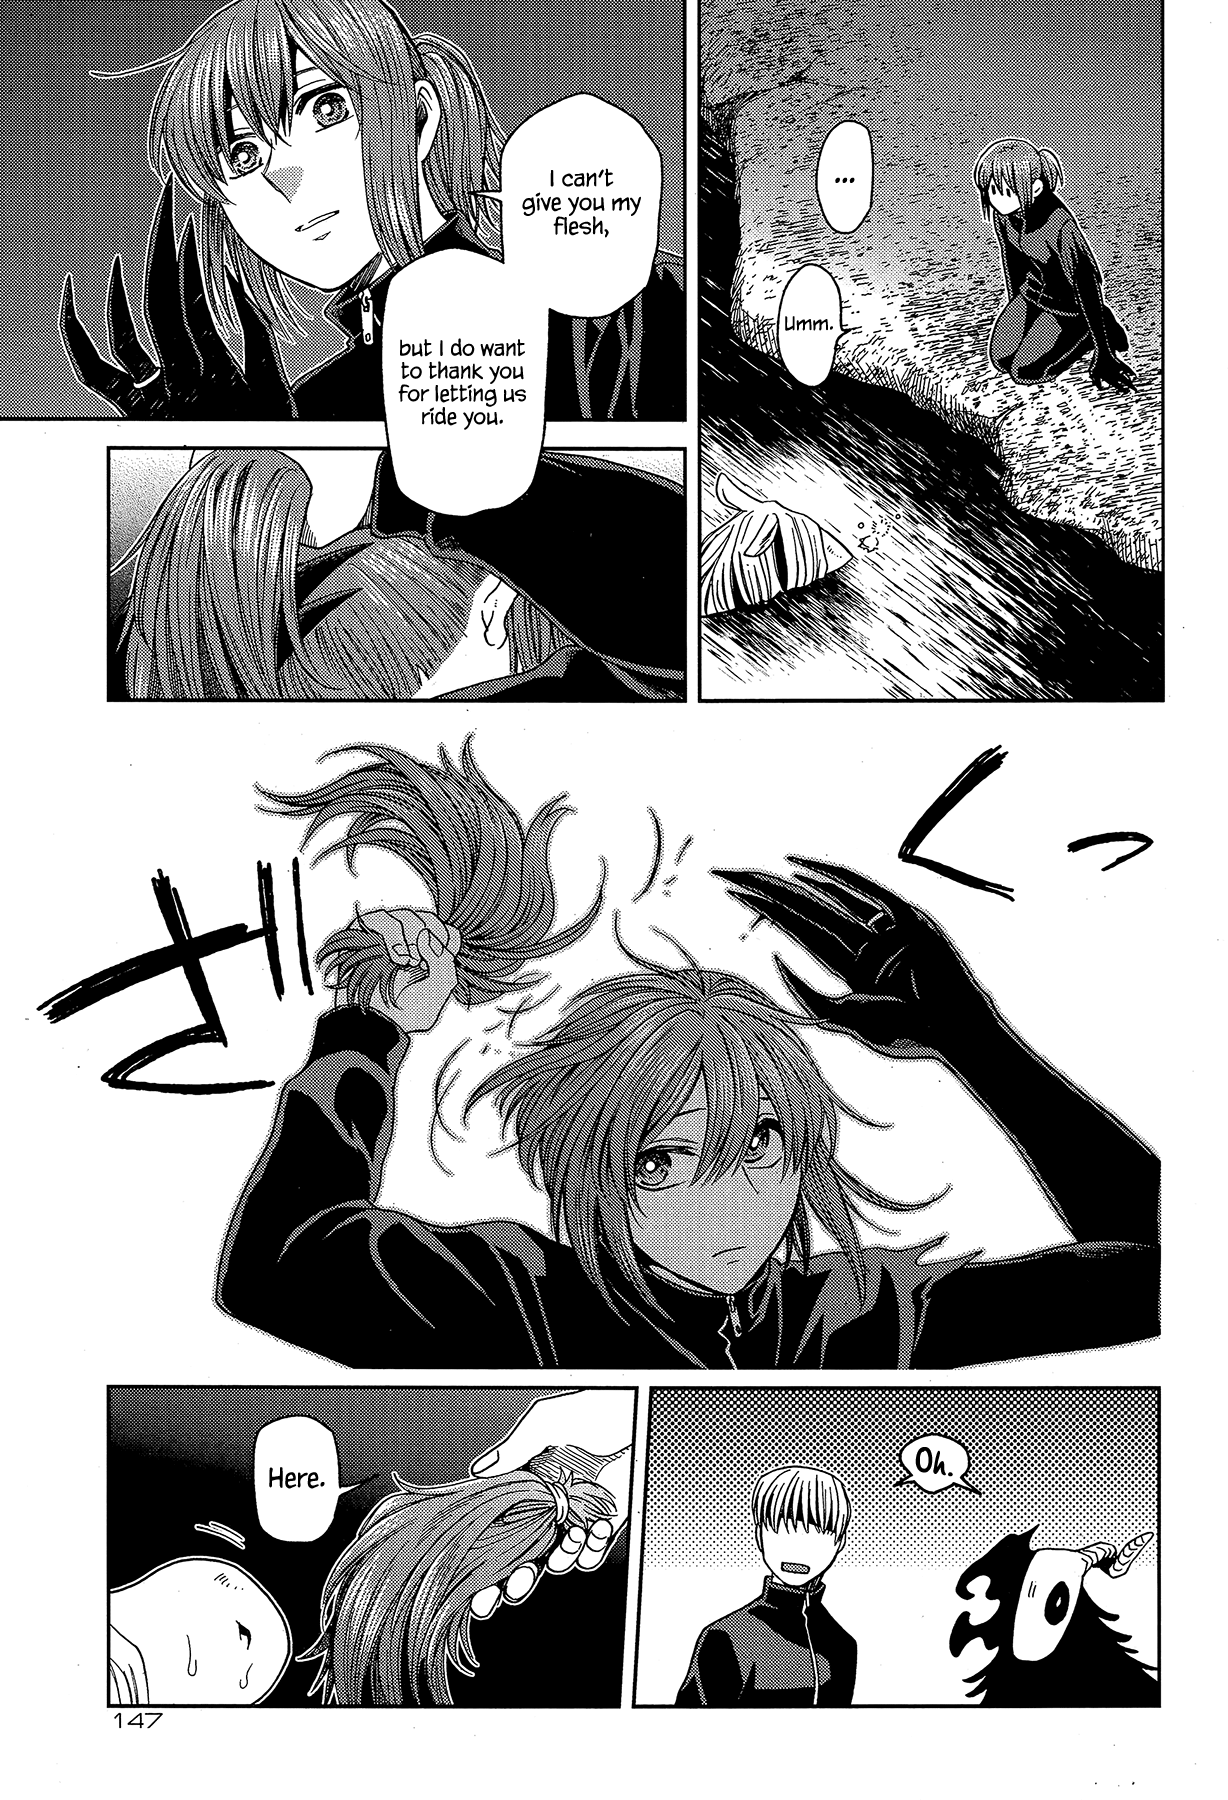 ...
Umm.
I can't
give you my
flesh,
but I do want
to thank you
for letting us
ride you.
くっ
ざ
Oh.
Here.
147